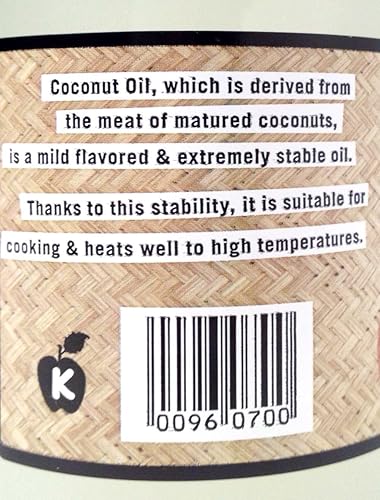 Coconut Oil, which is derived from
the meat of matured coconuts,
is a mild flavored & extremely stable oil.
Thanks to this stability, it is suitable for
cooking & heats well to high temperatures.
K
0096 0700